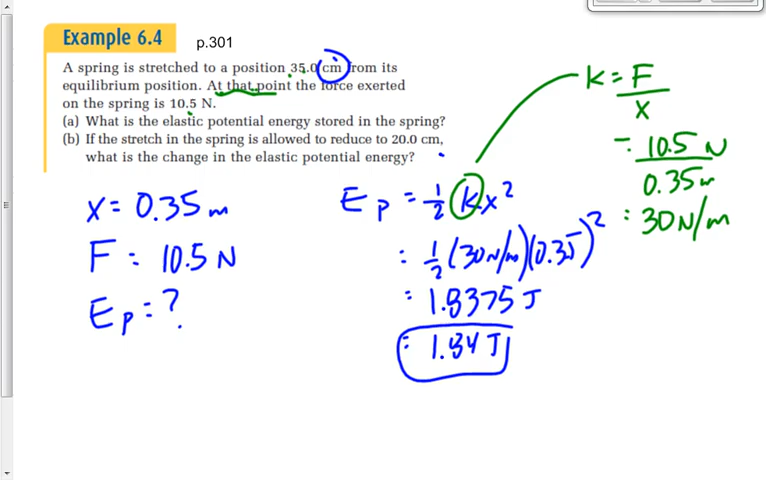 Example 6.4
p.301
A spring is stretched to a position 35.0 cm from its
equilibrium position. At that point the force exerted
on the spring is 10.5 N.
(a) What is the elastic potential energy stored in the spring?
(b) If the stretch in the spring is allowed to reduce to 20.0 cm,
what is the change in the elastic potential energy?
x = 0.35 m
F = 10.5 N
Ep = ?
Ep = 1/2 kx²
= 1/2 (30 N/m)(0.35)²
= 1.8375 J
= 1.84 J
k = F/x
= 10.5 N/0.35 m
= 30 N/m